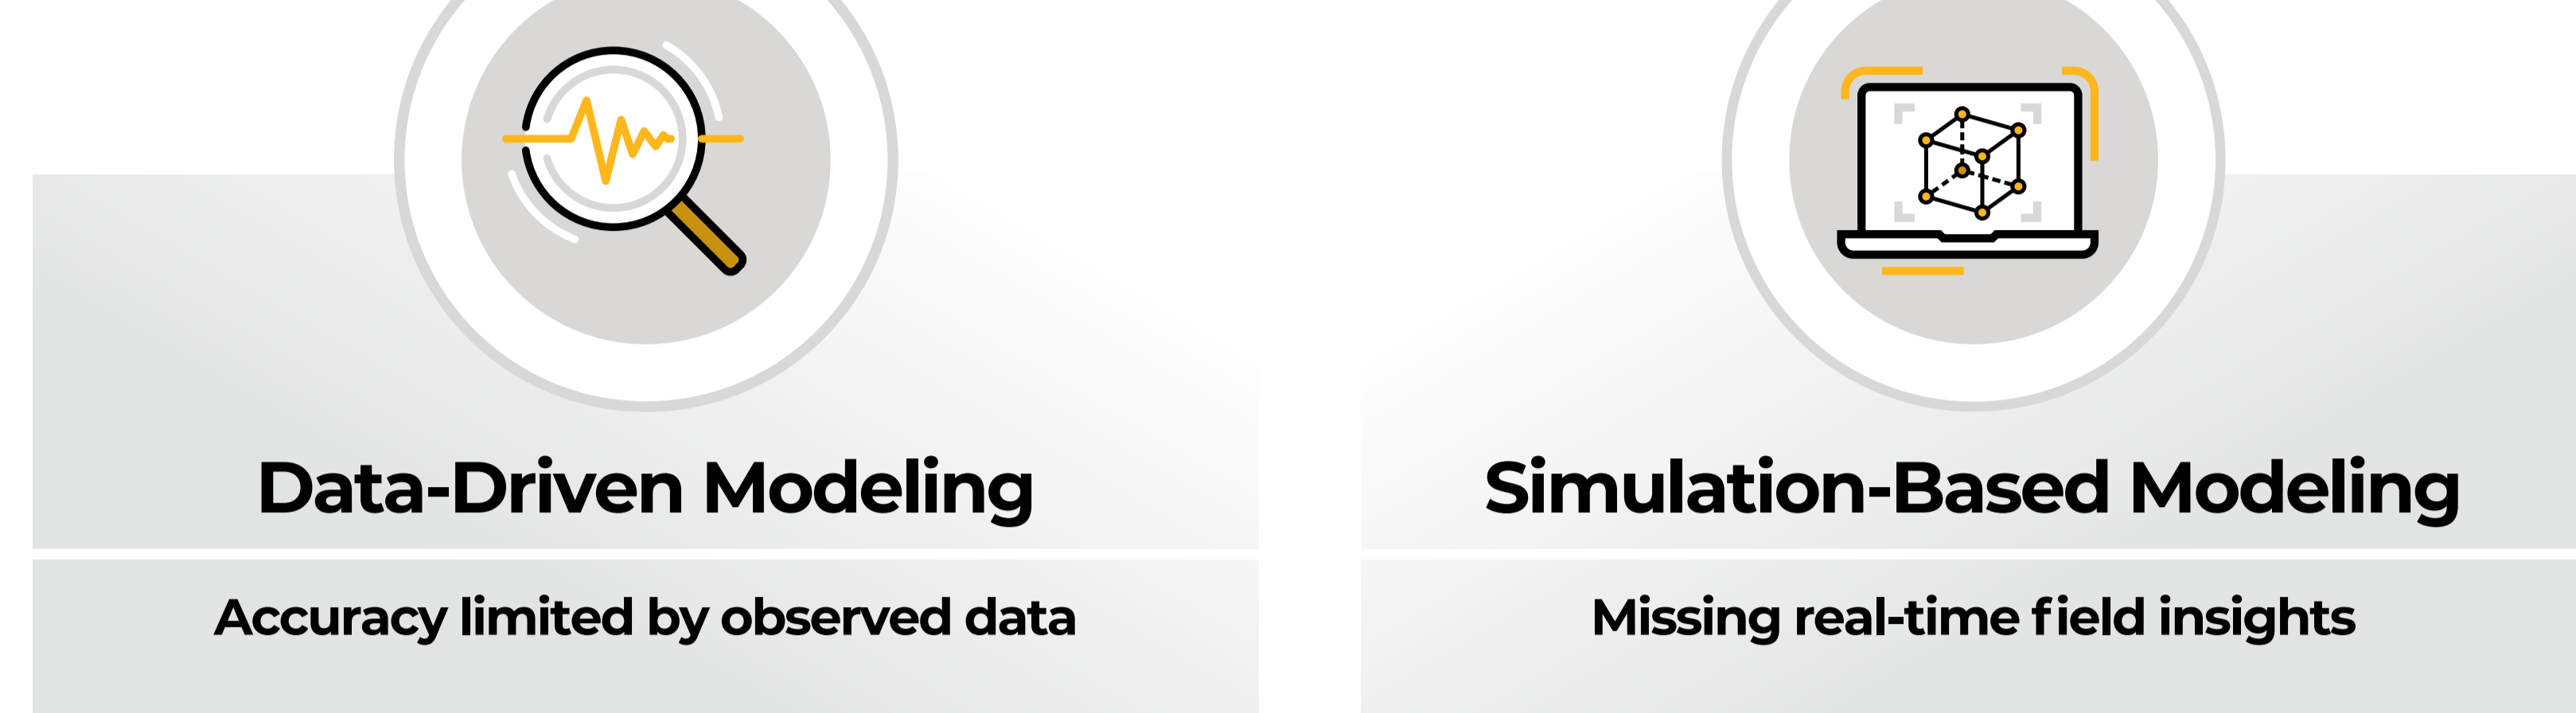 Data-Driven Modeling
Simulation-Based Modeling
Accuracy limited by observed data
Missing real-time field insights